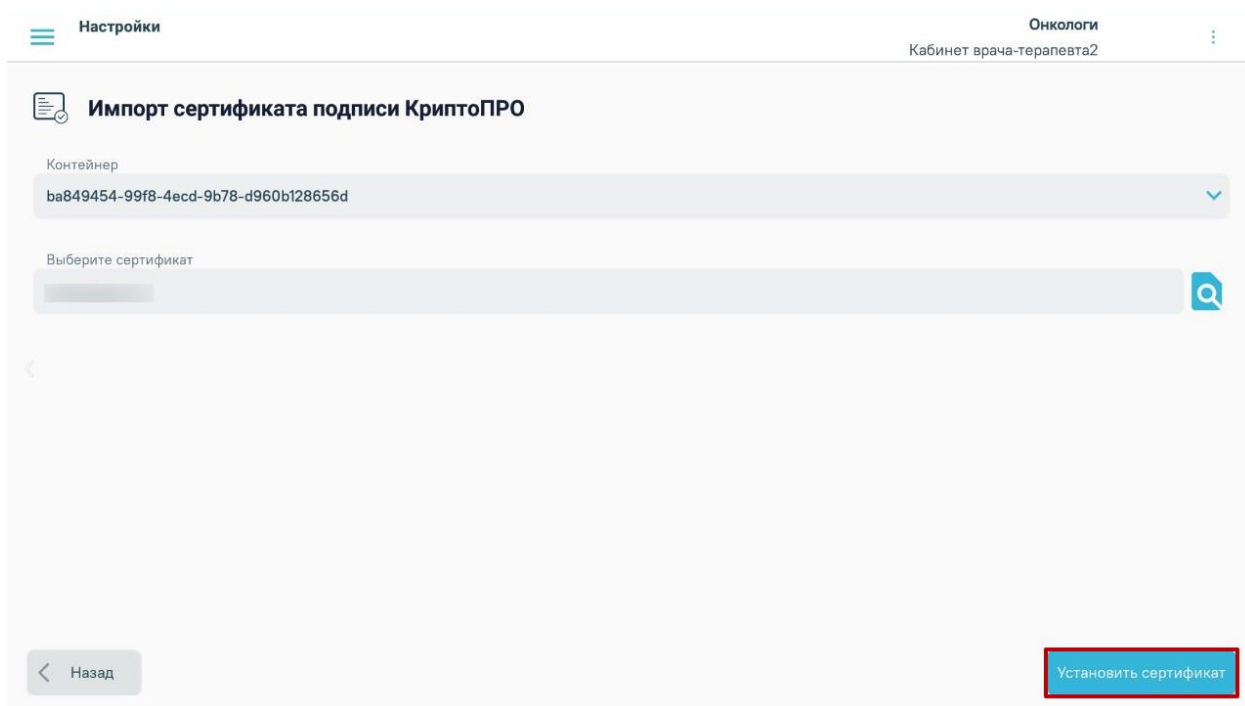 Настройки
Онкологи
Кабинет врача-терапевта2
Импорт сертификата подписи КриптоПРО
Контейнер
ba849454-99f8-4ecd-9b78-d960b128656d
Выберите сертификат
Назад
Установить сертификат